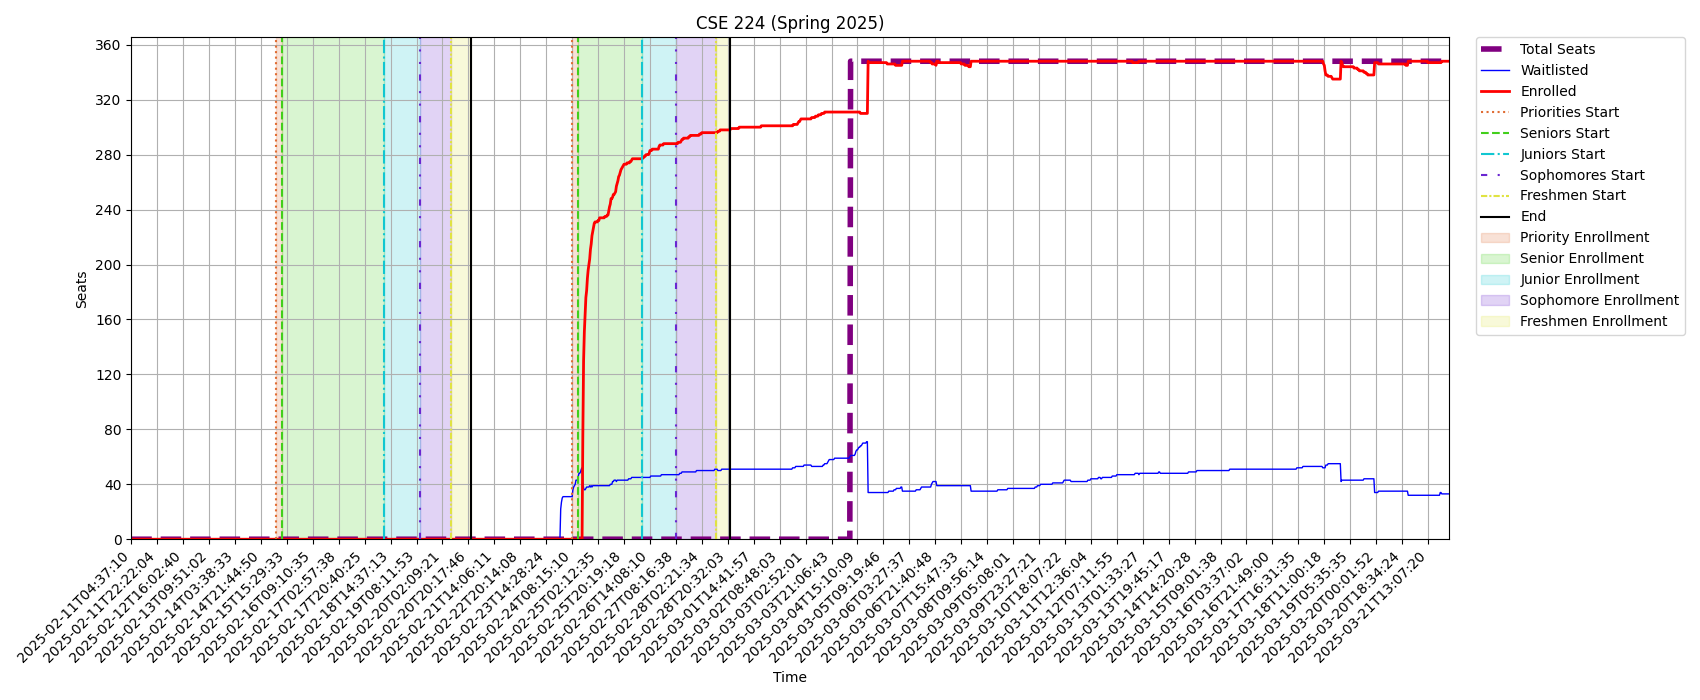 CSE 224 (Spring 2025)
Seats
360
320
280
240
200
160
120
80
40
0
2025-02-11T04:37:10
2025-02-11T22:22:04
2025-02-12T16:02:40
2025-02-13T09:51:02
2025-02-14T03:38:33
2025-02-14T21:44:50
2025-02-15T15:29:33
2025-02-16T09:10:35
2025-02-17T02:57:38
2025-02-17T20:40:25
2025-02-18T14:37:13
2025-02-19T08:11:53
2025-02-20T02:09:21
2025-02-20T20:17:46
2025-02-21T14:06:11
2025-02-22T20:14:08
2025-02-23T14:28:24
2025-02-24T08:15:10
2025-02-25T02:12:35
2025-02-25T20:19:18
2025-02-26T14:08:10
2025-02-27T08:16:38
2025-02-28T02:21:34
2025-02-28T20:32:03
2025-03-01T14:41:57
2025-03-02T08:48:03
2025-03-03T02:52:01
2025-03-03T21:06:43
2025-03-04T15:10:09
2025-03-05T09:19:46
2025-03-06T03:27:37
2025-03-06T21:40:48
2025-03-07T15:47:33
2025-03-08T09:56:14
2025-03-09T05:08:01
2025-03-09T23:27:21
2025-03-10T18:07:22
2025-03-11T12:36:04
2025-03-12T07:11:55
2025-03-13T01:33:27
2025-03-13T19:45:17
2025-03-14T14:20:28
2025-03-15T09:01:38
2025-03-16T03:37:02
2025-03-16T21:49:00
2025-03-17T16:31:35
2025-03-18T11:00:18
2025-03-19T05:35:35
2025-03-20T00:01:52
2025-03-20T18:34:24
2025-03-21T13:07:20
Time
Total Seats
Waitlisted
Enrolled
Priorities Start
Seniors Start
Juniors Start
Sophomores Start
Freshmen Start
End
Priority Enrollment
Senior Enrollment
Junior Enrollment
Sophomore Enrollment
Freshmen Enrollment